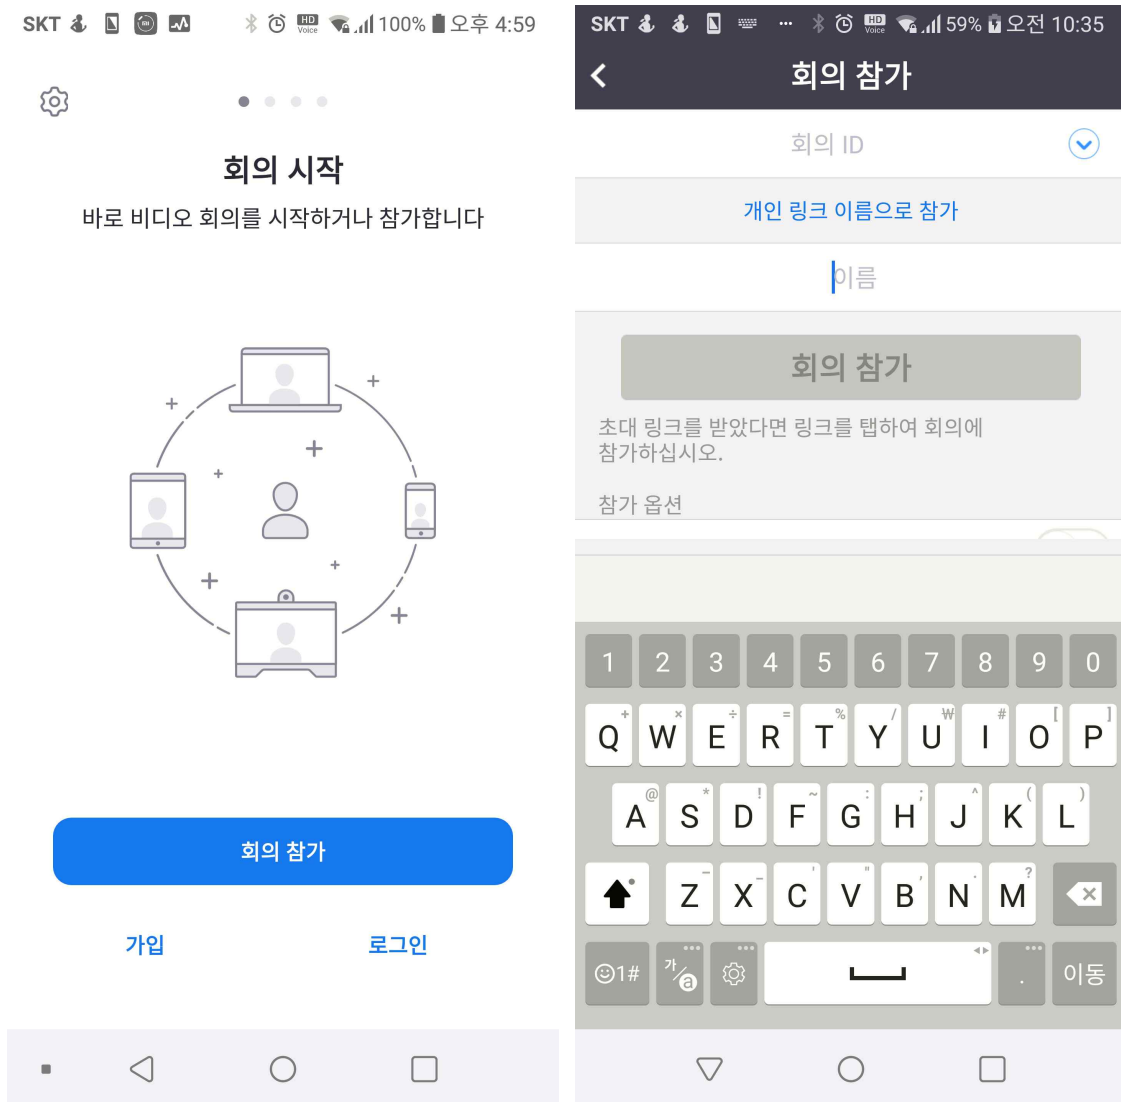 SKT 100% 오후 4:59
HD Voice
회의 시작
바로 비디오 회의를 시작하거나 참가합니다
회의 참가
가입 로그인
SKT 59% 오전 10:35
HD Voice
회의 참가
회의 ID
개인 링크 이름으로 참가
이름
회의 참가
초대 링크를 받았다면 링크를 탭하여 회의에
참가하십시오.
참가 옵션
1 2 3 4 5 6 7 8 9 0
+ × ÷ = % / ₩ # [ ]
Q W E R T Y U I O P
@ * ! ~ : ; ^ ( )
A S D F G H J K L
Z X C V B N M ?
1# 가/a . 이동